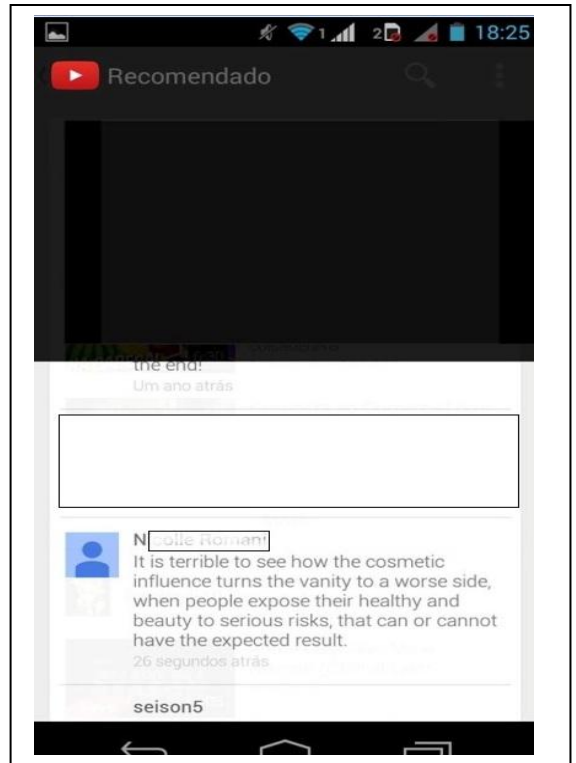 1 2 18:25
Recomendado
the end!
Um ano atrás
It is terrible to see how the cosmetic
influence turns the vanity to a worse side,
when people expose their healthy and
beauty to serious risks, that can or cannot
have the expected result.
26 segundos atrás
seison5